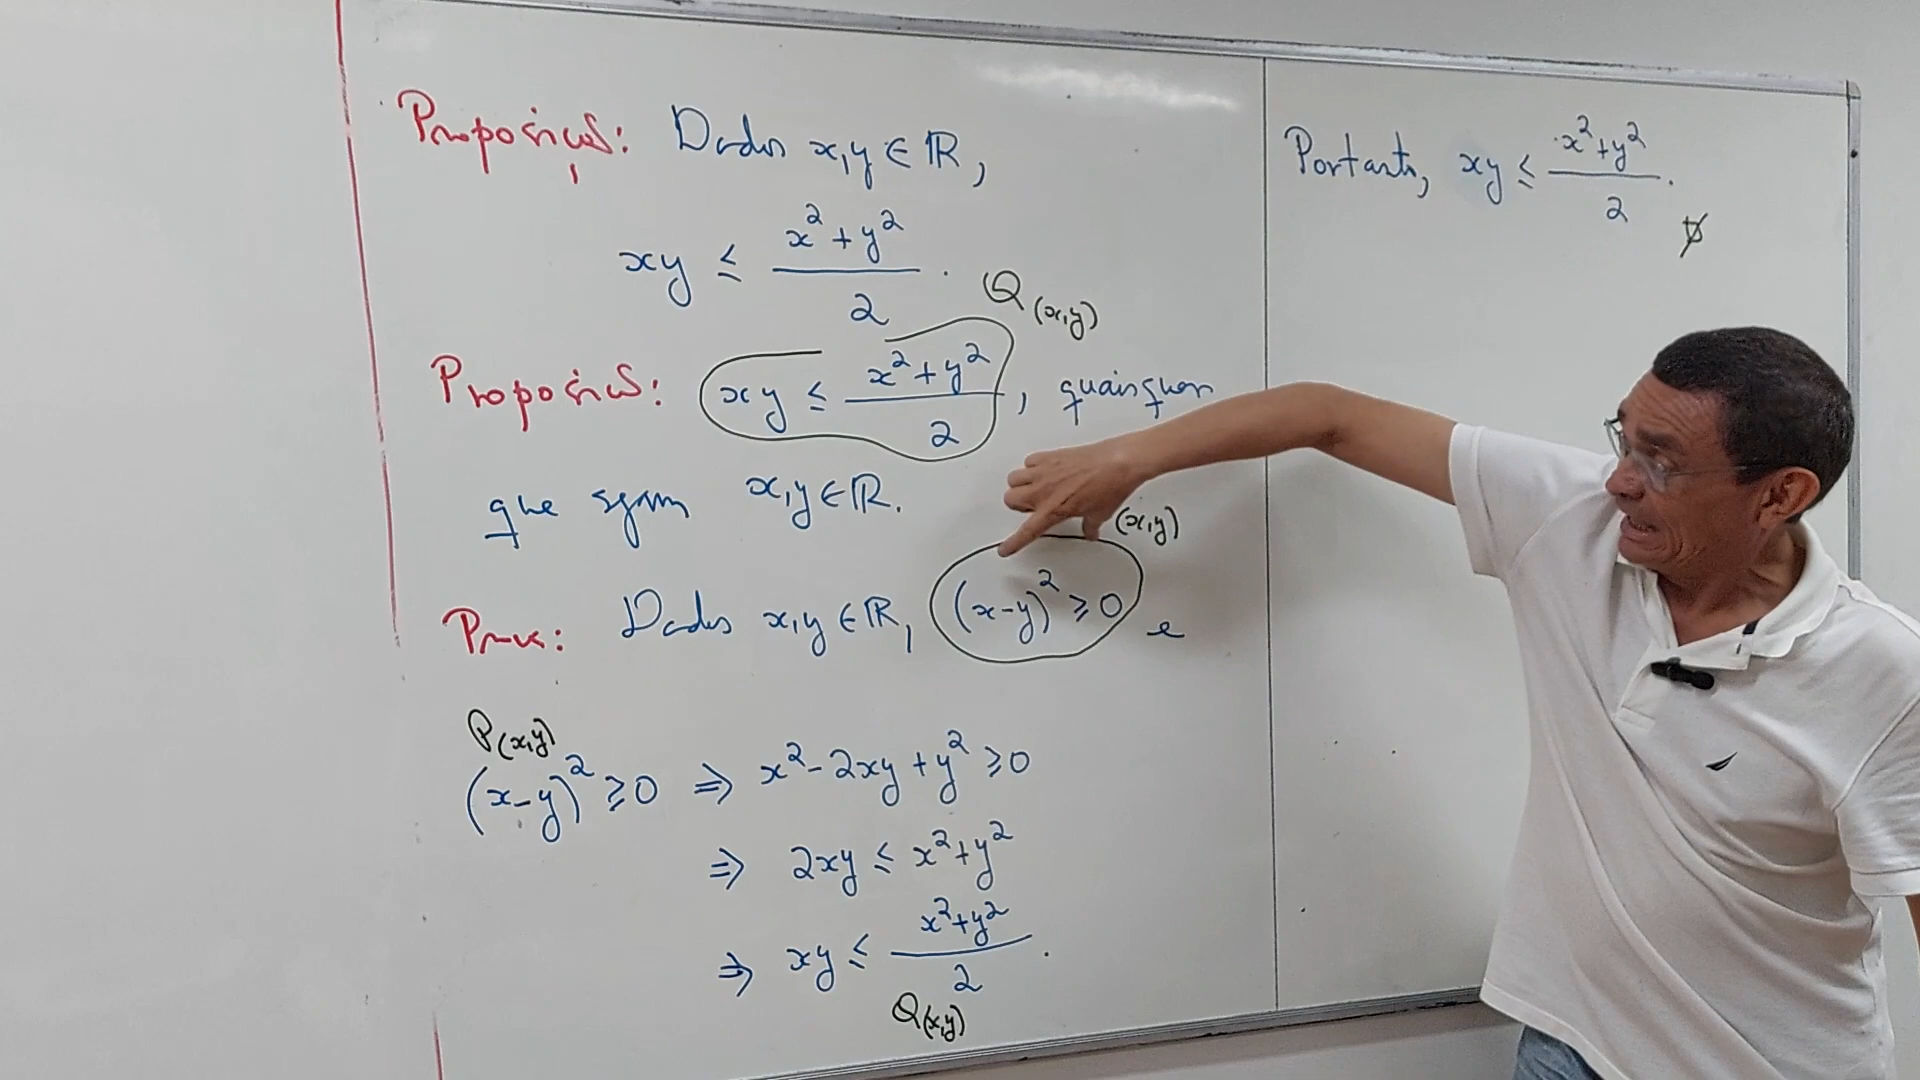 Proposição: Dados x,y ∈ ℝ,
xy ≤ (x²+y²)/2.
Q(x,y)
Proposição: xy ≤ (x²+y²)/2, quaisquer
que sejam x,y ∈ ℝ.
(x,y)
Prova: Dados x,y ∈ ℝ, (x-y)² ≥ 0 e
P(x,y)
(x-y)² ≥ 0 ⇒ x²-2xy+y² ≥ 0
⇒ 2xy ≤ x²+y²
⇒ xy ≤ (x²+y²)/2.
Q(x,y)
Portanto, xy ≤ (x²+y²)/2.